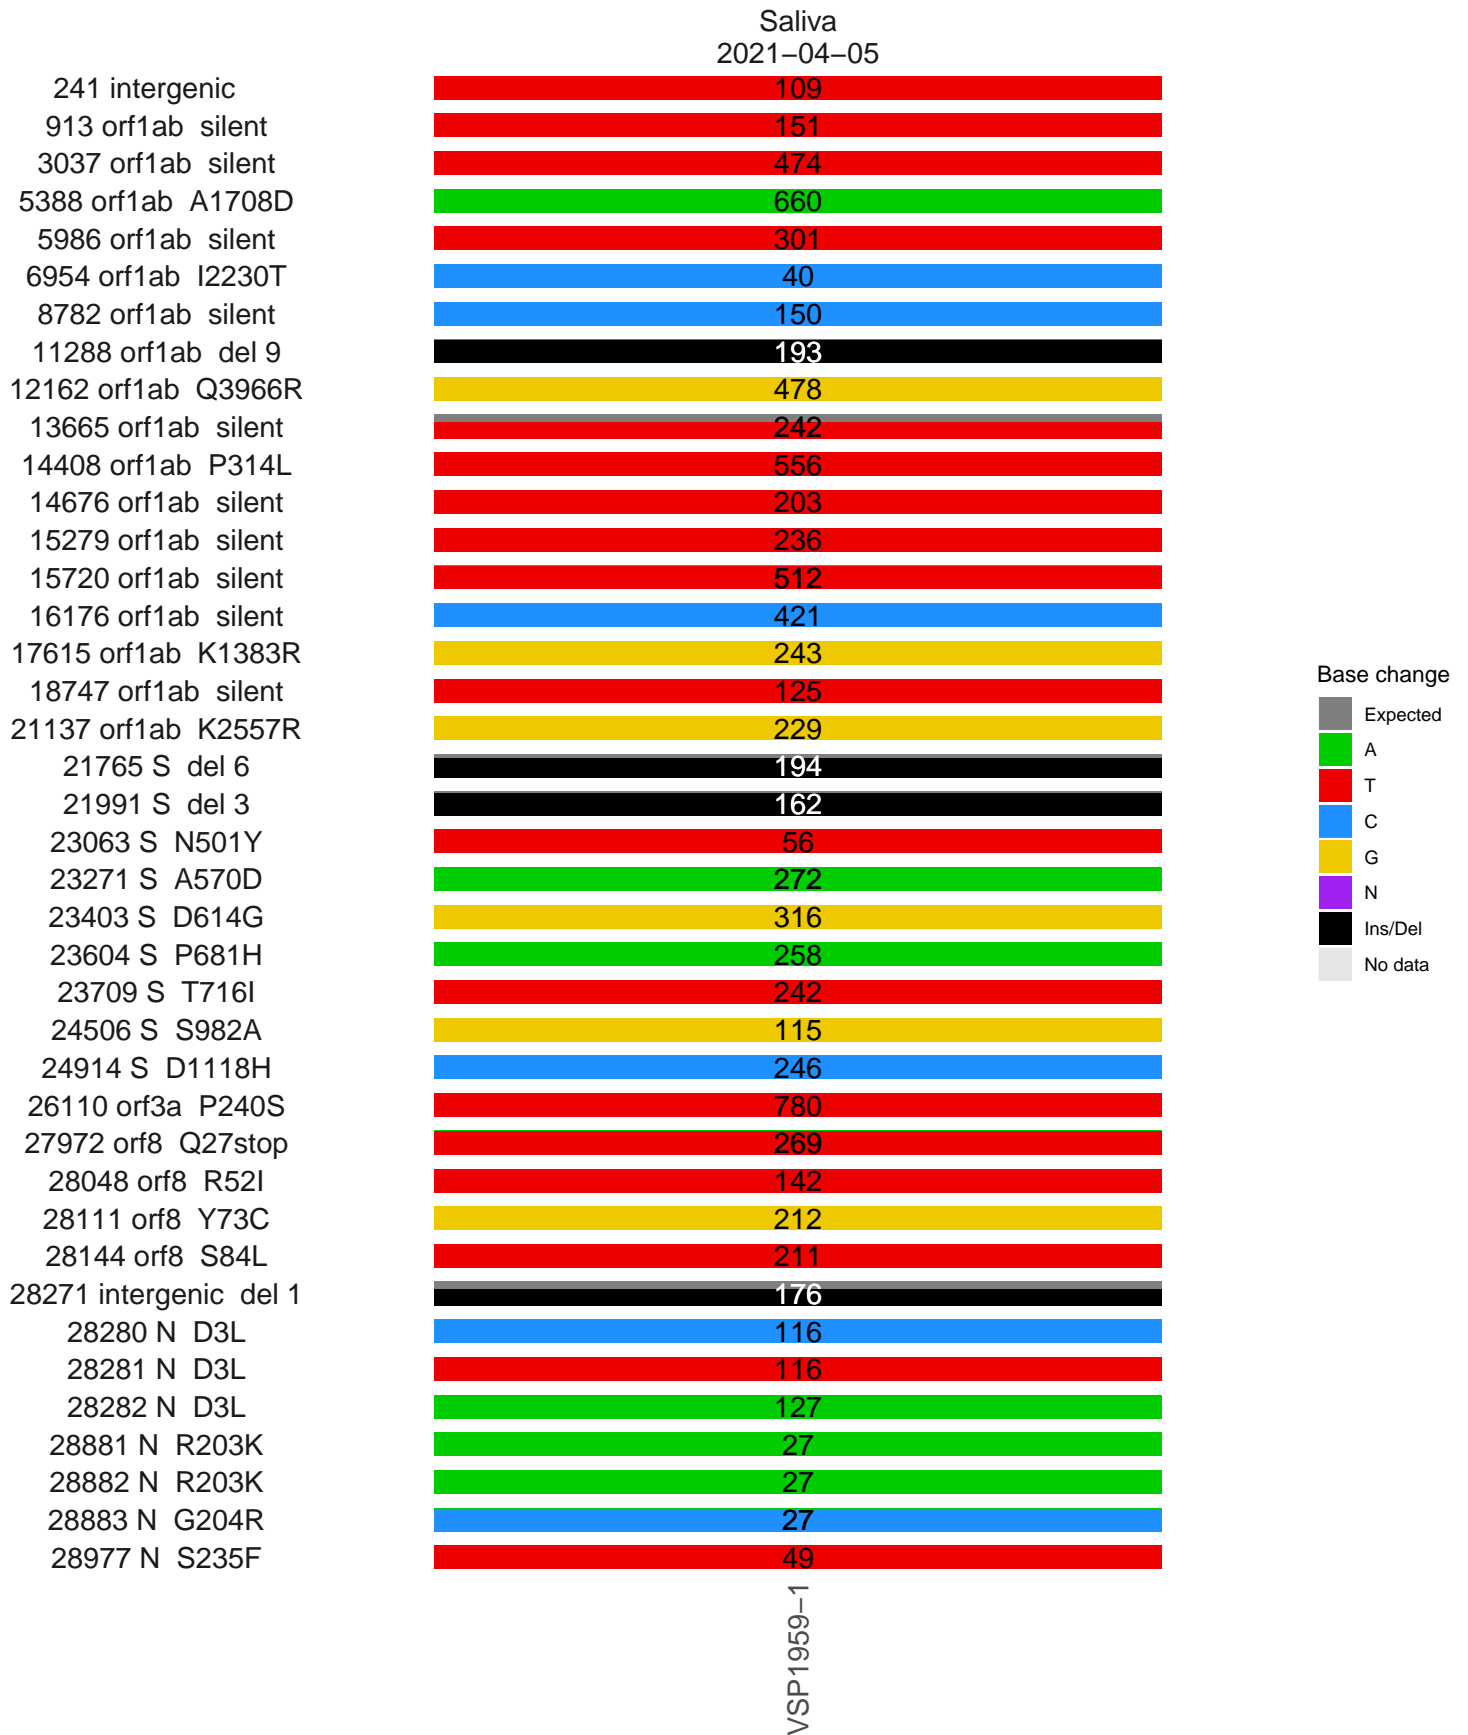 Saliva
2021−04−05
241 intergenic 109
913 orf1ab silent 151
3037 orf1ab silent 474
5388 orf1ab A1708D 660
5986 orf1ab silent 301
6954 orf1ab I2230T 40
8782 orf1ab silent 150
11288 orf1ab del 9 193
12162 orf1ab Q3966R 478
13665 orf1ab silent 242
14408 orf1ab P314L 556
14676 orf1ab silent 203
15279 orf1ab silent 236
15720 orf1ab silent 512
16176 orf1ab silent 421
17615 orf1ab K1383R 243
18747 orf1ab silent 125
21137 orf1ab K2557R 229
21765 S del 6 194
21991 S del 3 162
23063 S N501Y 56
23271 S A570D 272
23403 S D614G 316
23604 S P681H 258
23709 S T716I 242
24506 S S982A 115
24914 S D1118H 246
26110 orf3a P240S 780
27972 orf8 Q27stop 269
28048 orf8 R52I 142
28111 orf8 Y73C 212
28144 orf8 S84L 211
28271 intergenic del 1 176
28280 N D3L 116
28281 N D3L 116
28282 N D3L 127
28881 N R203K 27
28882 N R203K 27
28883 N G204R 27
28977 N S235F 49
VSP1959−1
Base change
Expected
A
T
C
G
N
Ins/Del
No data